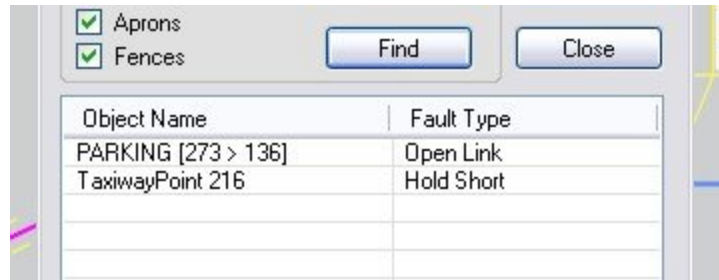 Aprons
Fences
Find
Close
Object Name Fault Type
PARKING [273 > 136] Open Link
TaxiwayPoint 216 Hold Short